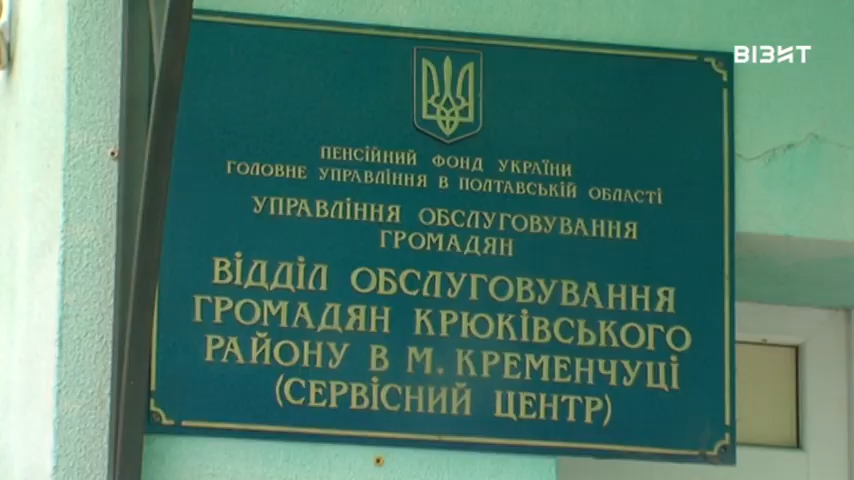 ВІЗИТ
ПЕНСІЙНИЙ ФОНД УКРАЇНИ
ГОЛОВНЕ УПРАВЛІННЯ В ПОЛТАВСЬКІЙ ОБЛАСТІ
УПРАВЛІННЯ ОБСЛУГОВУВАННЯ
ГРОМАДЯН
ВІДДІЛ ОБСЛУГОВУВАННЯ
ГРОМАДЯН КРЮКІВСЬКОГО
РАЙОНУ В М. КРЕМЕНЧУЦІ
(СЕРВІСНИЙ ЦЕНТР)